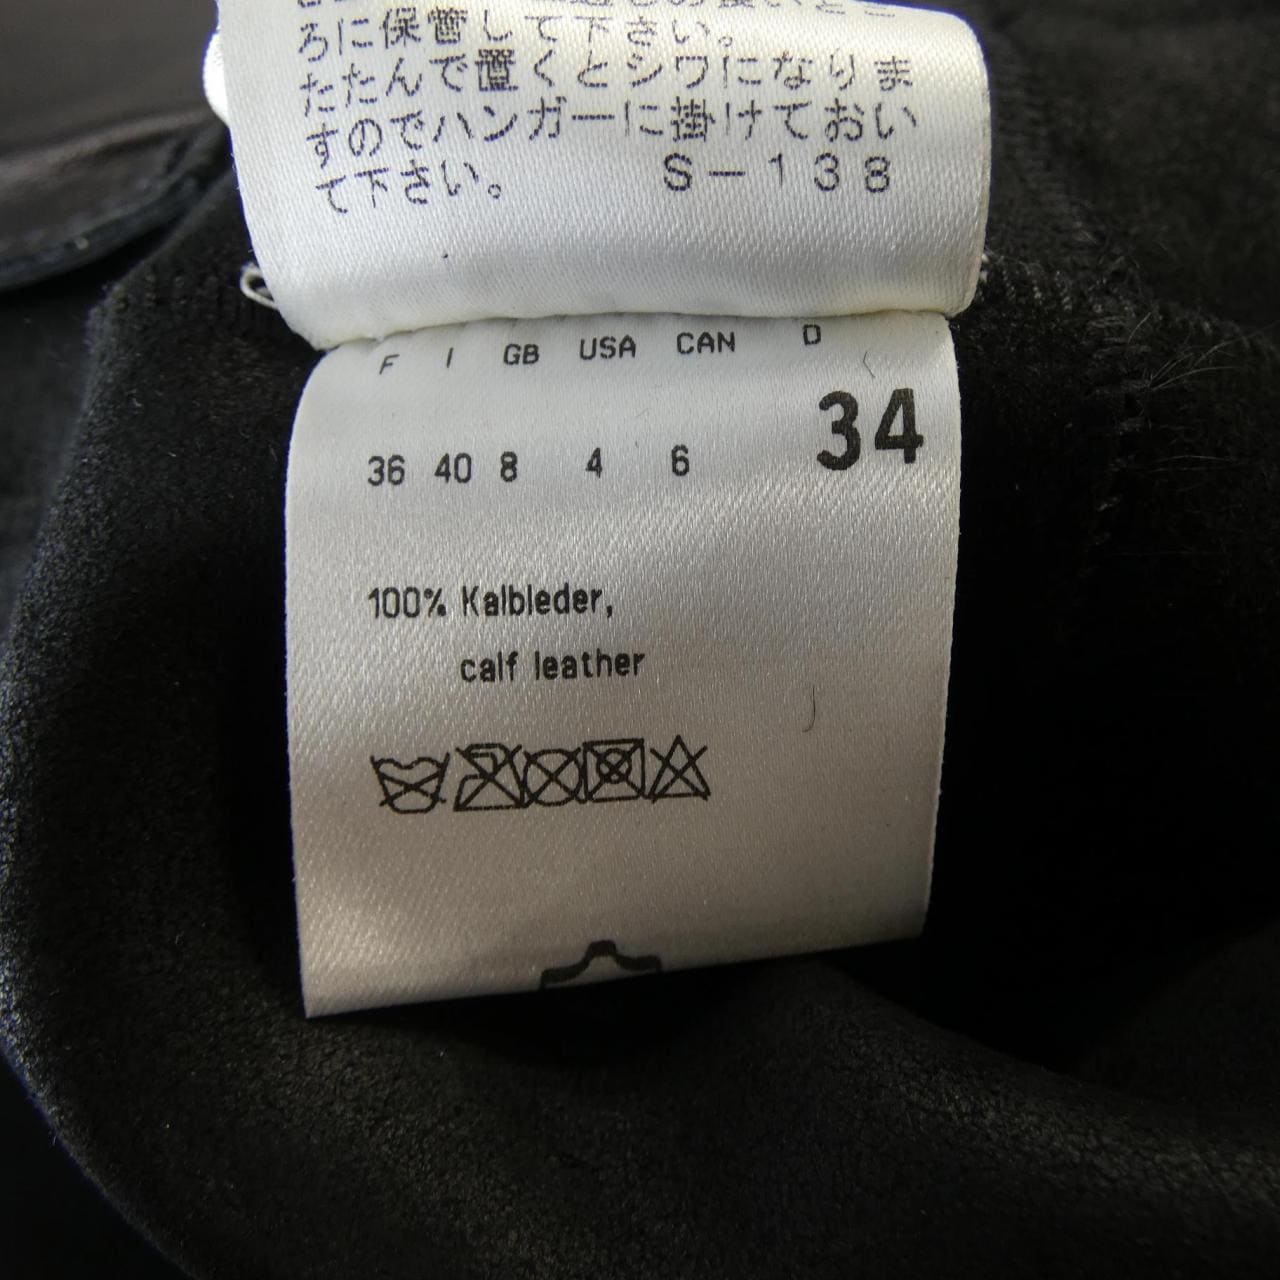 ろに保管して下さい。
たたんで置くとシワになりま
すのでハンガーに掛けておい
て下さい。 S-138
F I GB USA CAN D
36 40 8 4 6 34
100% Kalbleder,
calf leather